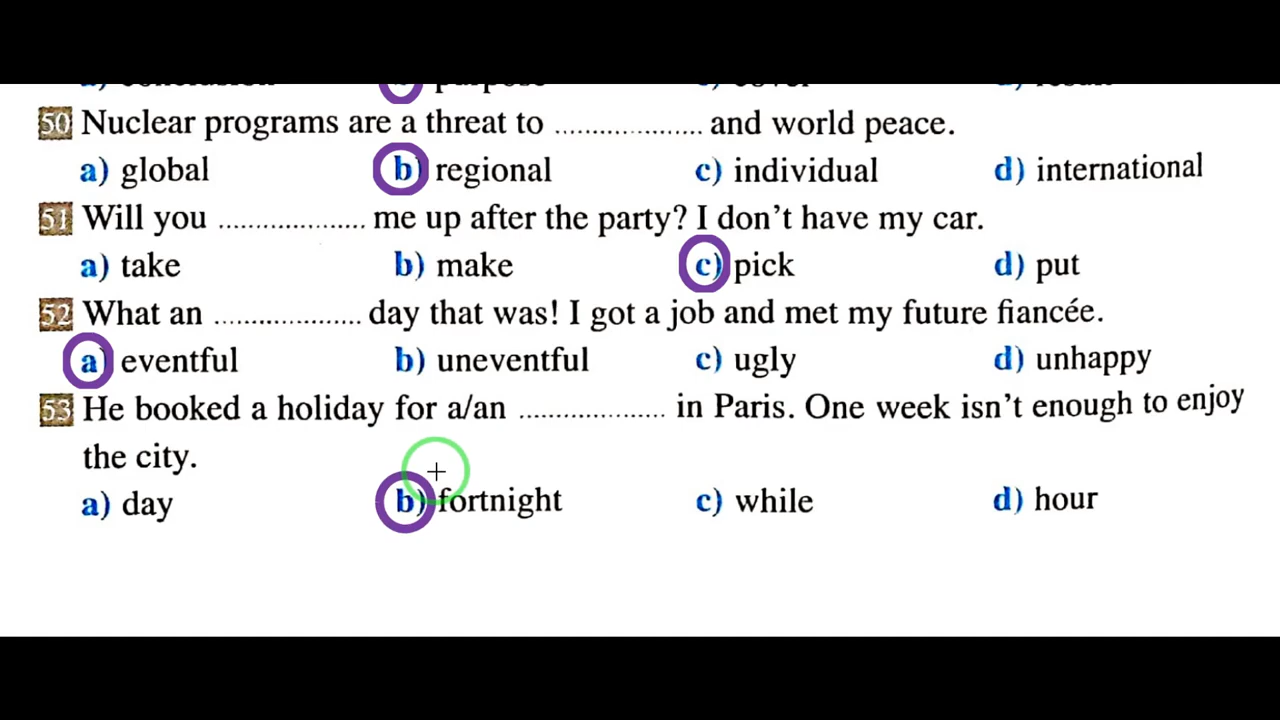 50 Nuclear programs are a threat to .................... and world peace.
a) global b) regional c) individual d) international
51 Will you .................... me up after the party? I don't have my car.
a) take b) make c) pick d) put
52 What an .................... day that was! I got a job and met my future fiancée.
a) eventful b) uneventful c) ugly d) unhappy
53 He booked a holiday for a/an .................... in Paris. One week isn't enough to enjoy
the city.
a) day b) fortnight c) while d) hour